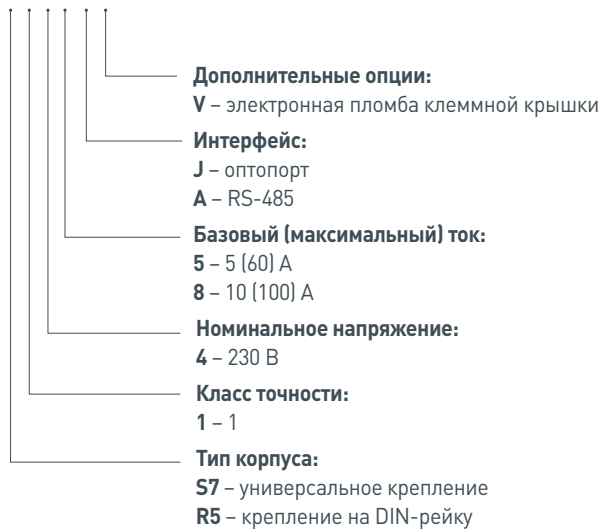 Дополнительные опции:
V – электронная пломба клеммной крышки
Интерфейс:
J – оптопорт
A – RS-485
Базовый (максимальный) ток:
5 – 5 (60) А
8 – 10 (100) А
Номинальное напряжение:
4 – 230 В
Класс точности:
1 – 1
Тип корпуса:
S7 – универсальное крепление
R5 – крепление на DIN-рейку